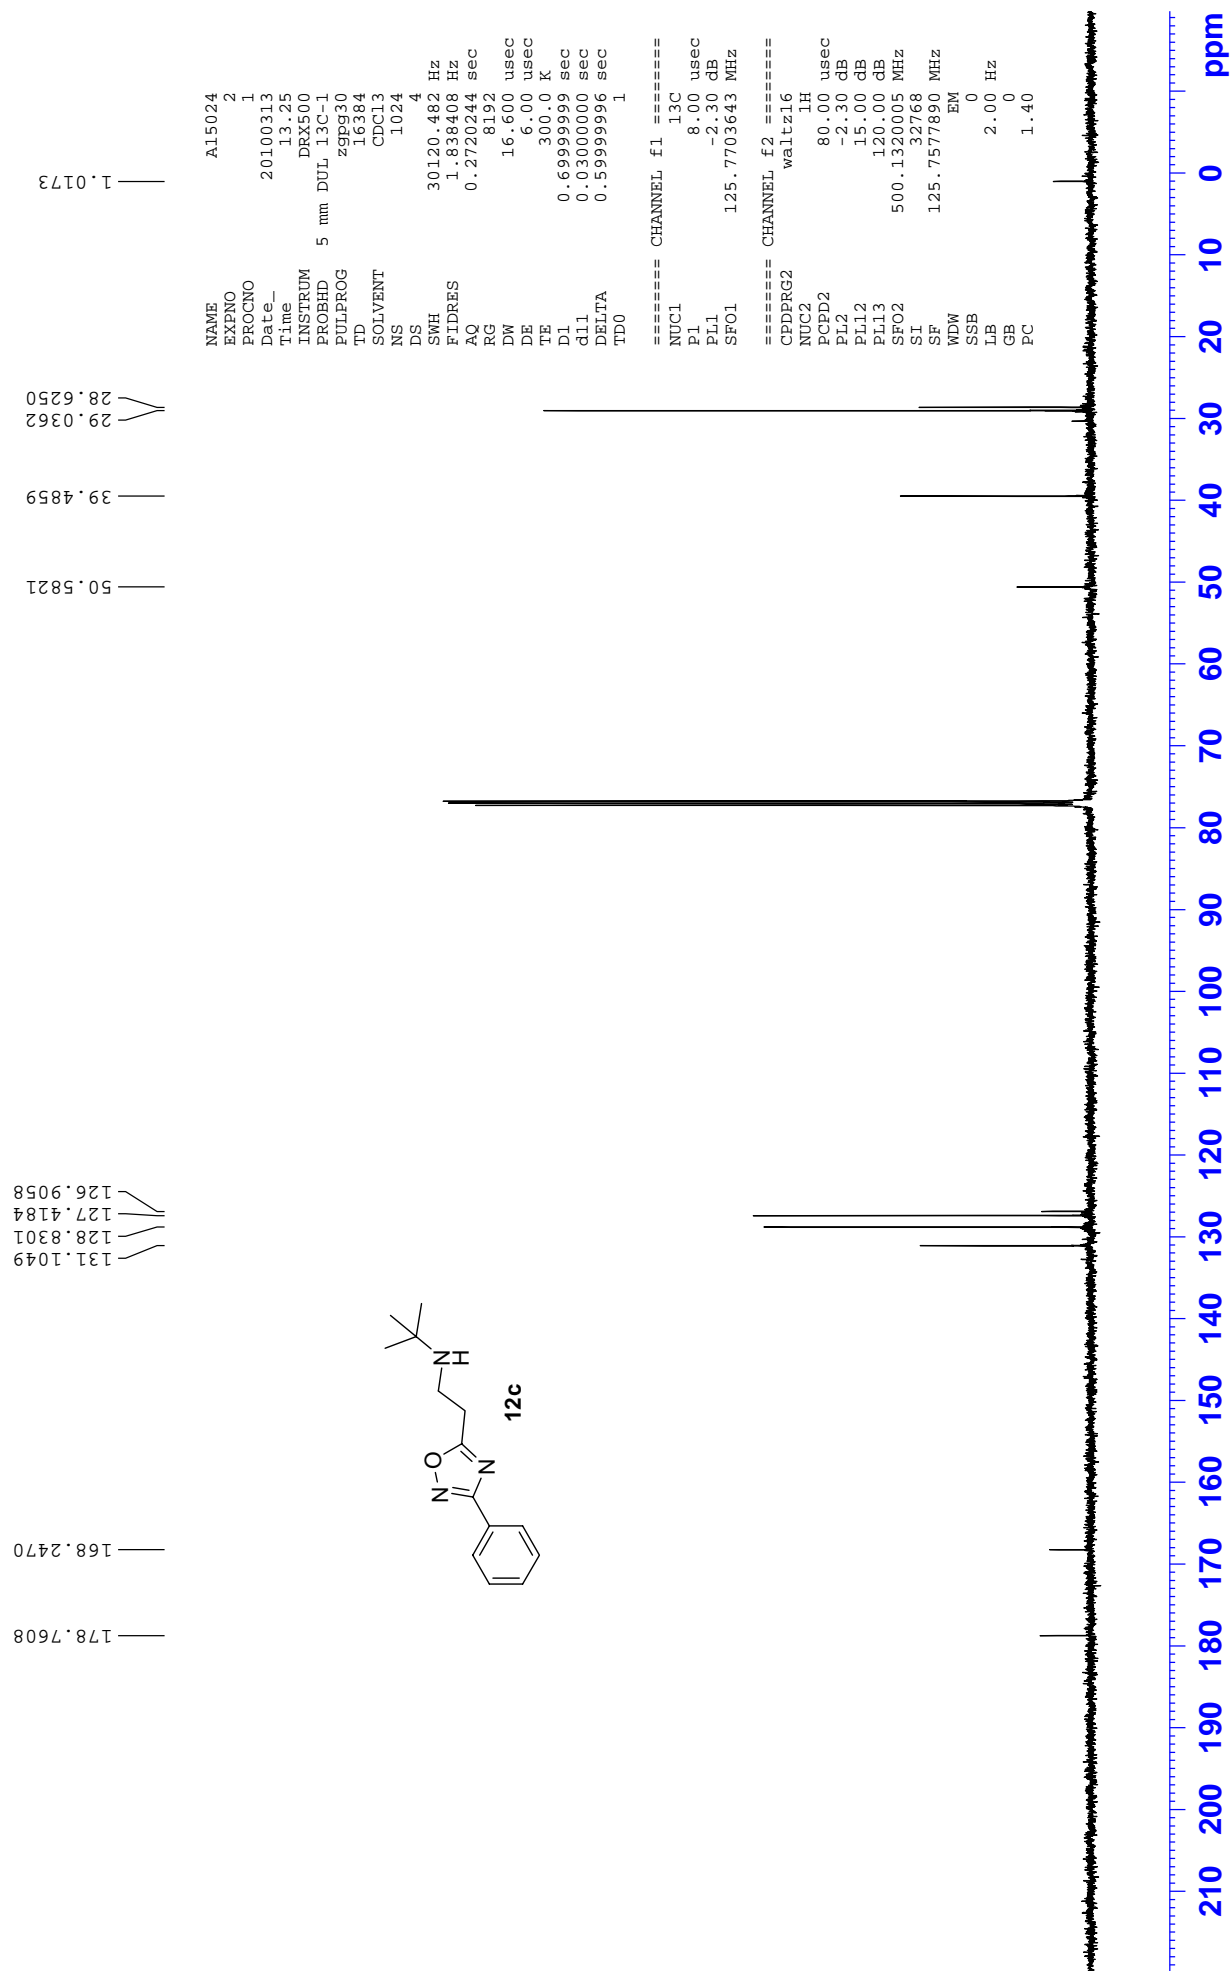 178.7608
168.2470
131.1049
128.8301
127.4184
126.9058
50.5821
39.4859
29.0362
28.6250
1.0173
NAME A15024
EXPNO 2
PROCNO 1
Date_ 20100313
Time 13.25
INSTRUM DRX500
PROBHD 5 mm DUL 13C-1
PULPROG zgpg30
TD 16384
SOLVENT CDCl3
NS 1024
DS 4
SWH 30120.482 Hz
FIDRES 1.838408 Hz
AQ 0.2720244 sec
RG 8192
DW 16.600 usec
DE 6.00 usec
TE 300.0 K
D1 0.69999999 sec
d11 0.03000000 sec
DELTA 0.59999996 sec
TD0 1
======== CHANNEL f1 ========
NUC1 13C
P1 8.00 usec
PL1 -2.30 dB
SFO1 125.7703643 MHz
======== CHANNEL f2 ========
CPDPRG2 waltz16
NUC2 1H
PCPD2 80.00 usec
PL2 -2.30 dB
PL12 15.00 dB
PL13 120.00 dB
SFO2 500.1320005 MHz
SI 32768
SF 125.7577890 MHz
WDW EM
SSB 0
LB 2.00 Hz
GB 0
PC 1.40
O
N
N
N
H
12c
210 200 190 180 170 160 150 140 130 120 110 100 90 80 70 60 50 40 30 20 10 0 ppm